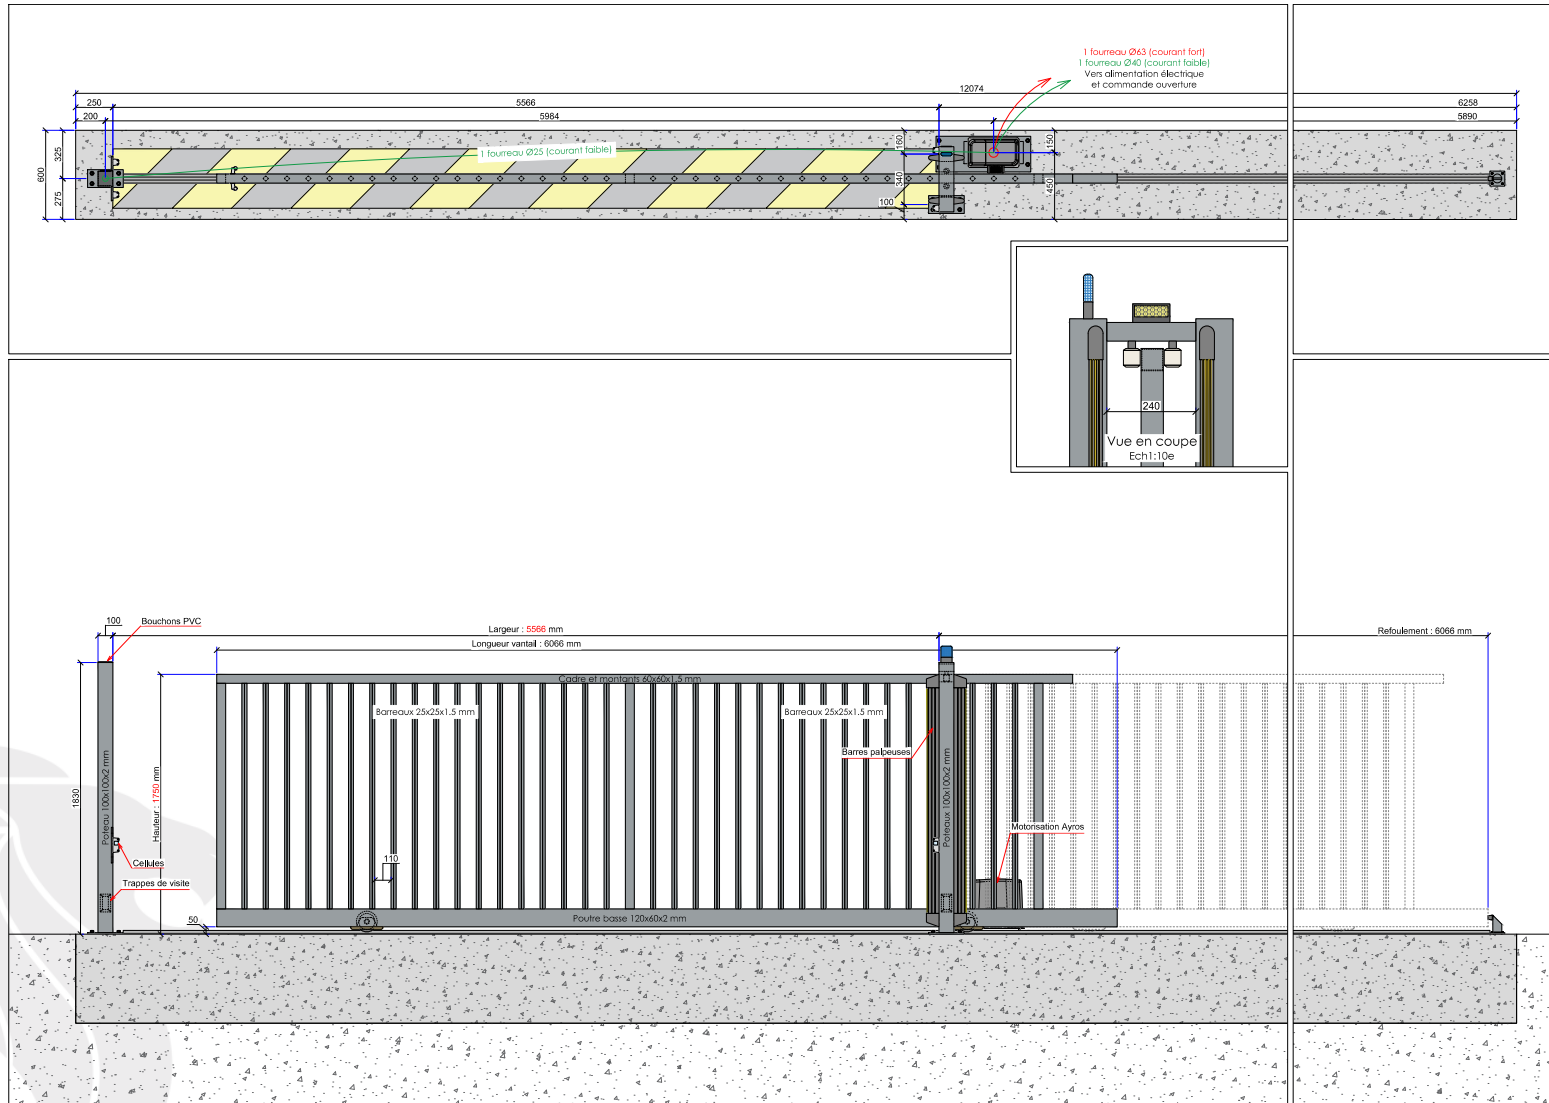 1 fourreau Ø63 (courant fort)
1 fourreau Ø40 (courant faible)
Vers alimentation électrique
et commande ouverture
12074
250
5566
6258
200
5984
5890
600
325
275
1 fourreau Ø25 (courant faible)
160
340
100
150
450
240
Vue en coupe
Ech1:10e
100
Bouchons PVC
Largeur : 5566 mm
Refoulement : 6066 mm
Longueur vantail : 6066 mm
Cadre et montants 60x60x1.5 mm
Barreaux 25x25x1.5 mm
Barreaux 25x25x1.5 mm
Barres palpeuses
1830
Poteau 100x100x2 mm
Hauteur : 1750 mm
Poteaux 100x100x2 mm
Motorisation Ayros
Cellules
110
Trappes de visite
50
Poutre basse 120x60x2 mm